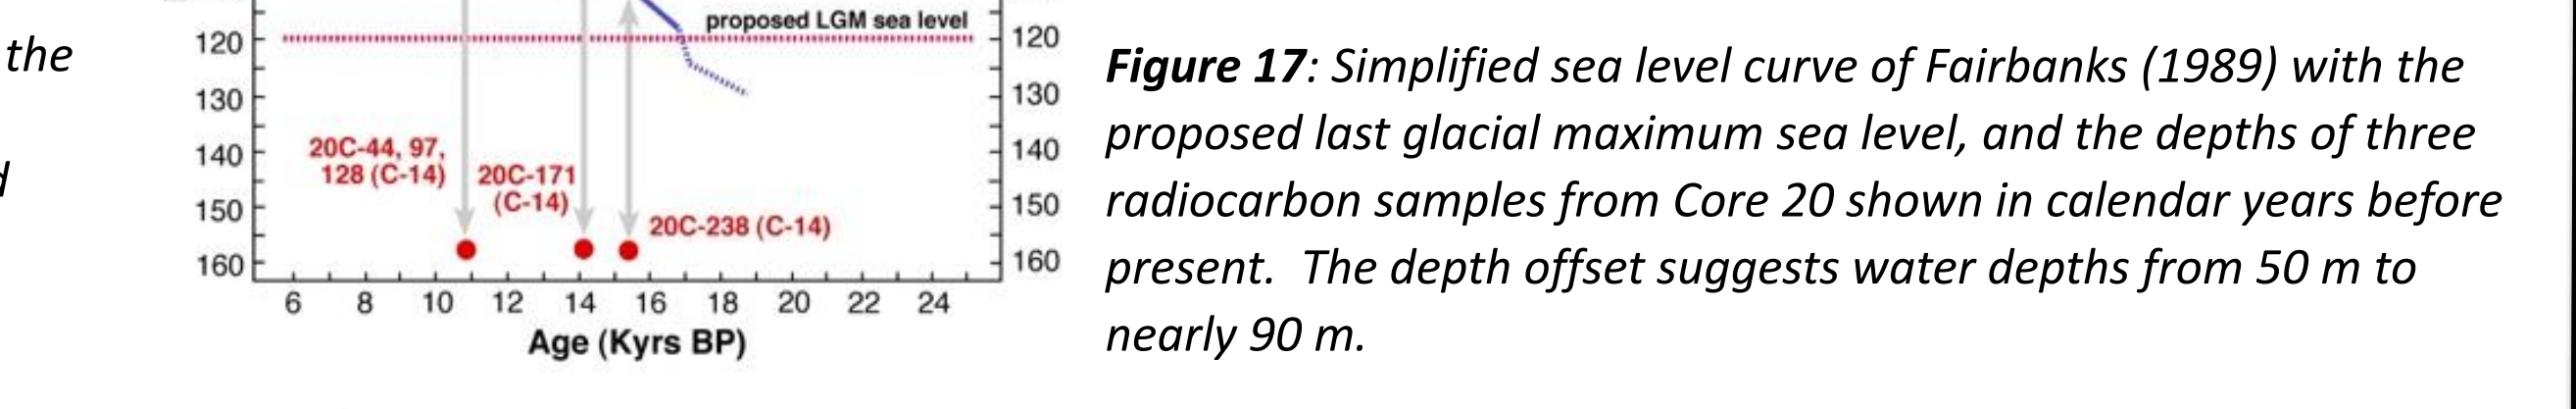 the
d
proposed LGM sea level
120 120
130 130
140 140
150 150
160 160
20C-44, 97,
128 (C-14)
20C-171
(C-14)
20C-238 (C-14)
6 8 10 12 14 16 18 20 22 24
Age (Kyrs BP)
Figure 17: Simplified sea level curve of Fairbanks (1989) with the
proposed last glacial maximum sea level, and the depths of three
radiocarbon samples from Core 20 shown in calendar years before
present.  The depth offset suggests water depths from 50 m to
nearly 90 m.